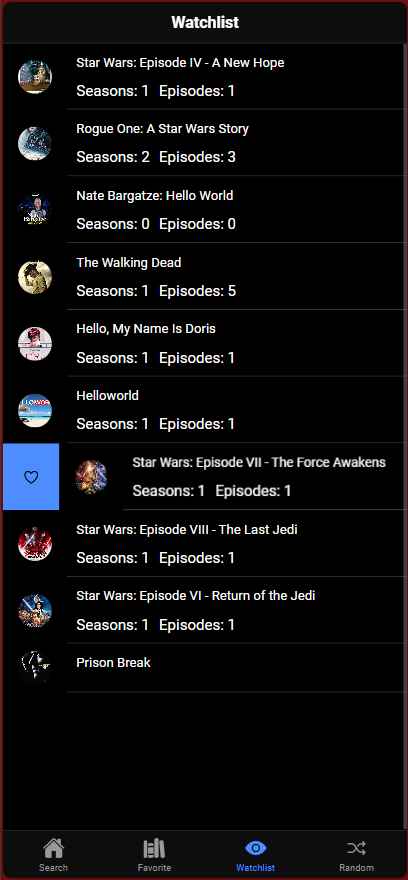 Watchlist
Star Wars: Episode IV - A New Hope
Seasons: 1 Episodes: 1
Rogue One: A Star Wars Story
Seasons: 2 Episodes: 3
Nate Bargatze: Hello World
Seasons: 0 Episodes: 0
The Walking Dead
Seasons: 1 Episodes: 5
Hello, My Name Is Doris
Seasons: 1 Episodes: 1
Helloworld
Seasons: 1 Episodes: 1
Star Wars: Episode VII - The Force Awakens
Seasons: 1 Episodes: 1
Star Wars: Episode VIII - The Last Jedi
Seasons: 1 Episodes: 1
Star Wars: Episode VI - Return of the Jedi
Seasons: 1 Episodes: 1
Prison Break
Search Favorite Watchlist Random